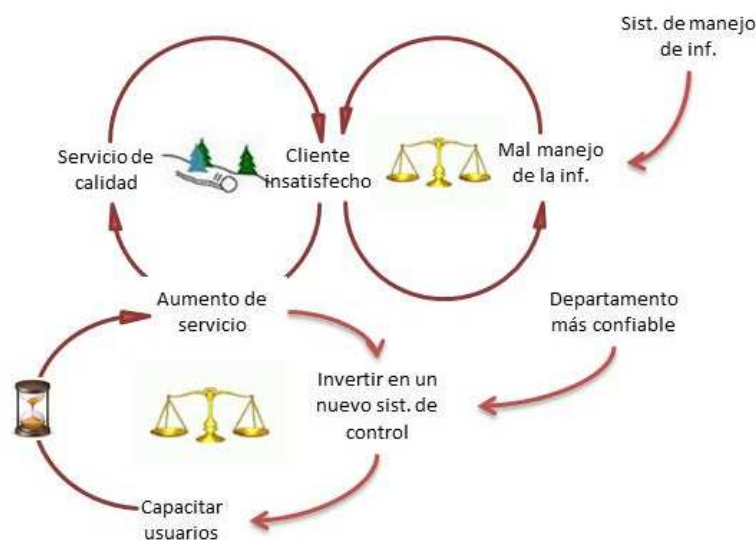 Sist. de manejo
de inf.
Servicio de
calidad
Cliente
insatisfecho
Mal manejo
de la inf.
Aumento de
servicio
Departamento
más confiable
Invertir en un
nuevo sist. de
control
Capacitar
usuarios